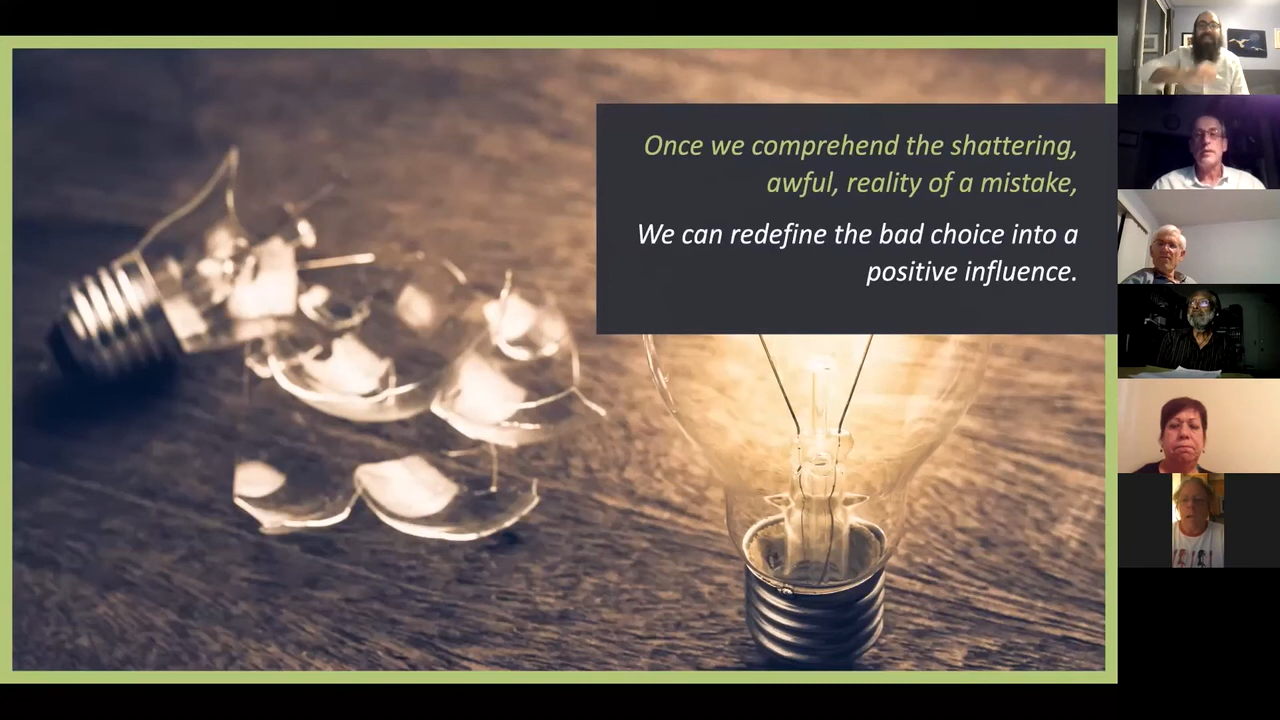 Once we comprehend the shattering,
awful, reality of a mistake,
We can redefine the bad choice into a
positive influence.